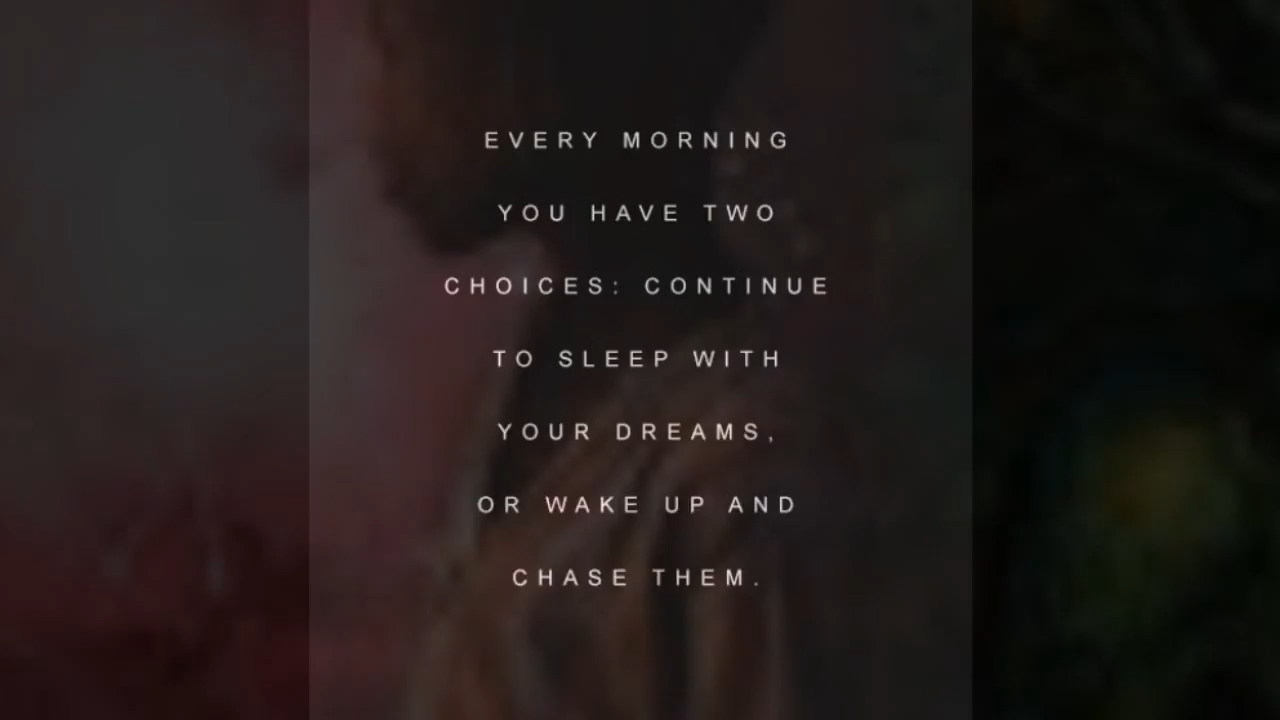 EVERY MORNING
YOU HAVE TWO
CHOICES: CONTINUE
TO SLEEP WITH
YOUR DREAMS,
OR WAKE UP AND
CHASE THEM.